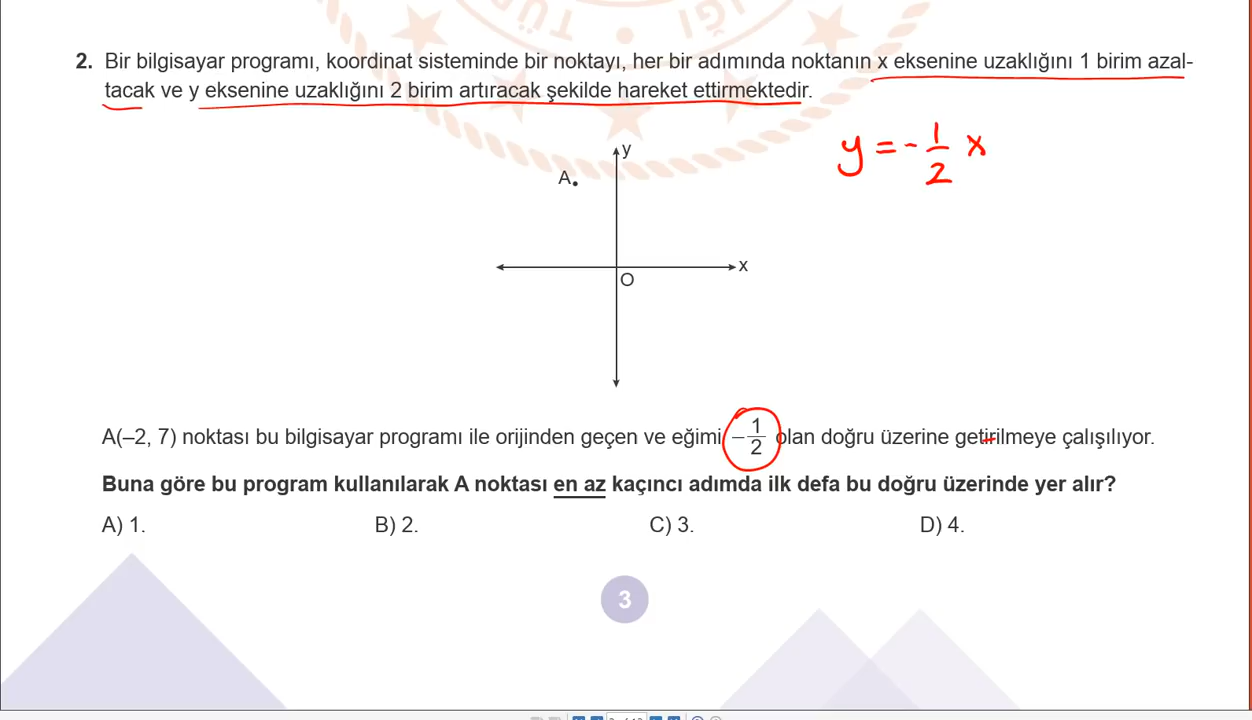 TÜR
İĞİ
2. Bir bilgisayar programı, koordinat sisteminde bir noktayı, her bir adımında noktanın x eksenine uzaklığını 1 birim azal-
tacak ve y eksenine uzaklığını 2 birim artıracak şekilde hareket ettirmektedir.
y = - 1/2 x
y
A.
x
O
A(–2, 7) noktası bu bilgisayar programı ile orijinden geçen ve eğimi – 1/2 olan doğru üzerine getirilmeye çalışılıyor.
Buna göre bu program kullanılarak A noktası en az kaçıncı adımda ilk defa bu doğru üzerinde yer alır?
A) 1. B) 2. C) 3. D) 4.
3